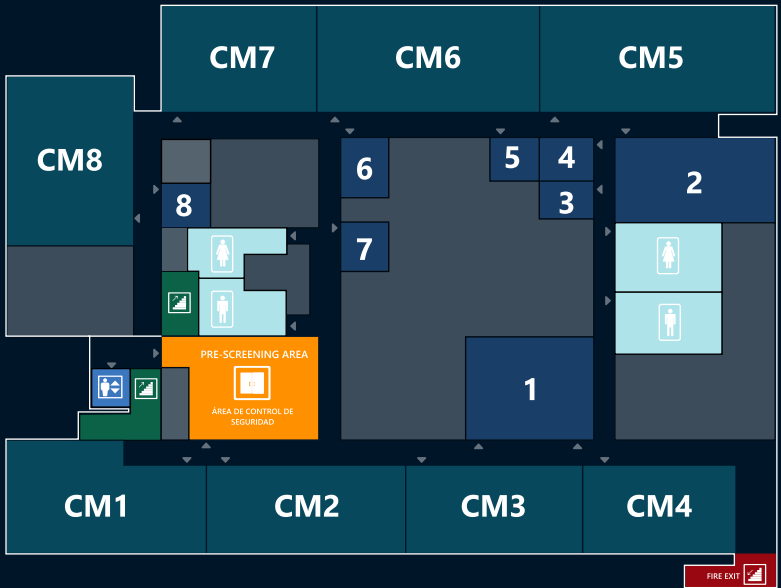 CM7
CM6
CM5
CM8
6
5
4
2
3
8
7
PRE-SCREENING AREA
ÁREA DE CONTROL DE
SEGURIDAD
1
CM1
CM2
CM3
CM4
FIRE EXIT